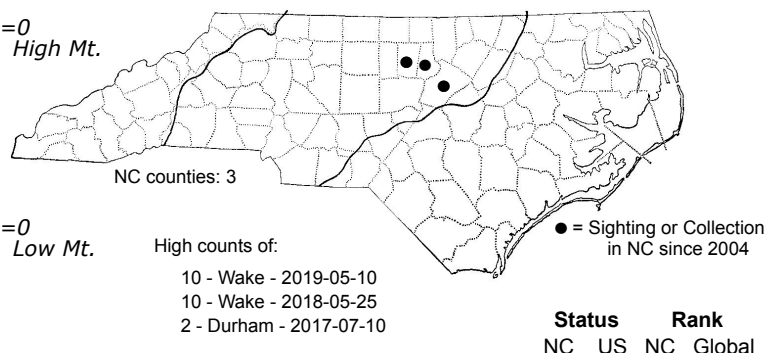 =0
High Mt.
NC counties: 3
=0
Low Mt.
High counts of:
10 - Wake - 2019-05-10
10 - Wake - 2018-05-25
2 - Durham - 2017-07-10
● = Sighting or Collection
in NC since 2004
Status Rank
NC US NC Global